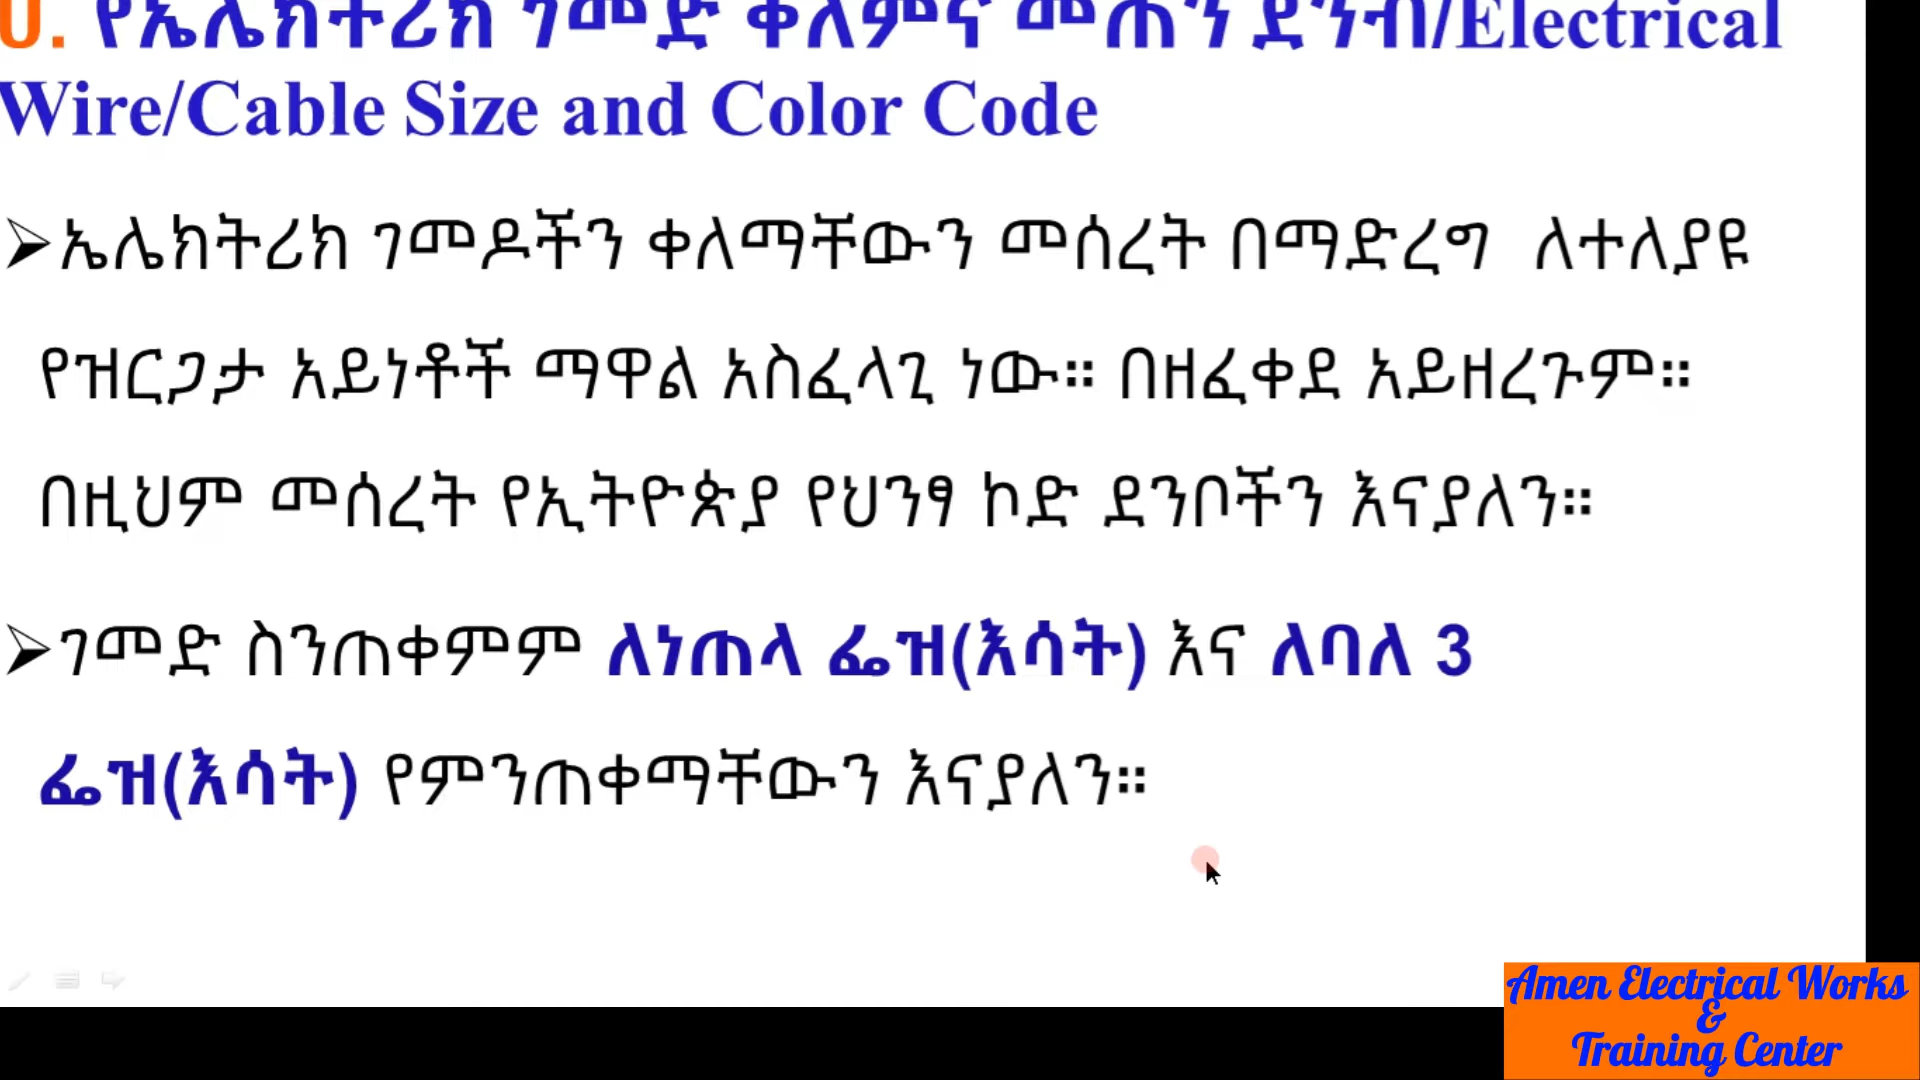 0. የኤሌክትሪክ ገመድ ቀለምና መጠን ደንብ/Electrical
Wire/Cable Size and Color Code
➢ኤሌክትሪክ ገመዶችን ቀለማቸውን መሰረት በማድረግ ለተለያዩ
የዝርጋታ አይነቶች ማዋል አስፈላጊ ነው። በዘፈቀደ አይዘረጉም።
በዚህም መሰረት የኢትዮጵያ የህንፃ ኮድ ደንቦችን እናያለን።
➢ገመድ ስንጠቀምም ለነጠላ ፌዝ(እሳት) እና ለባለ 3
ፌዝ(እሳት) የምንጠቀማቸውን እናያለን።
Amen Electrical Works
&
Training Center